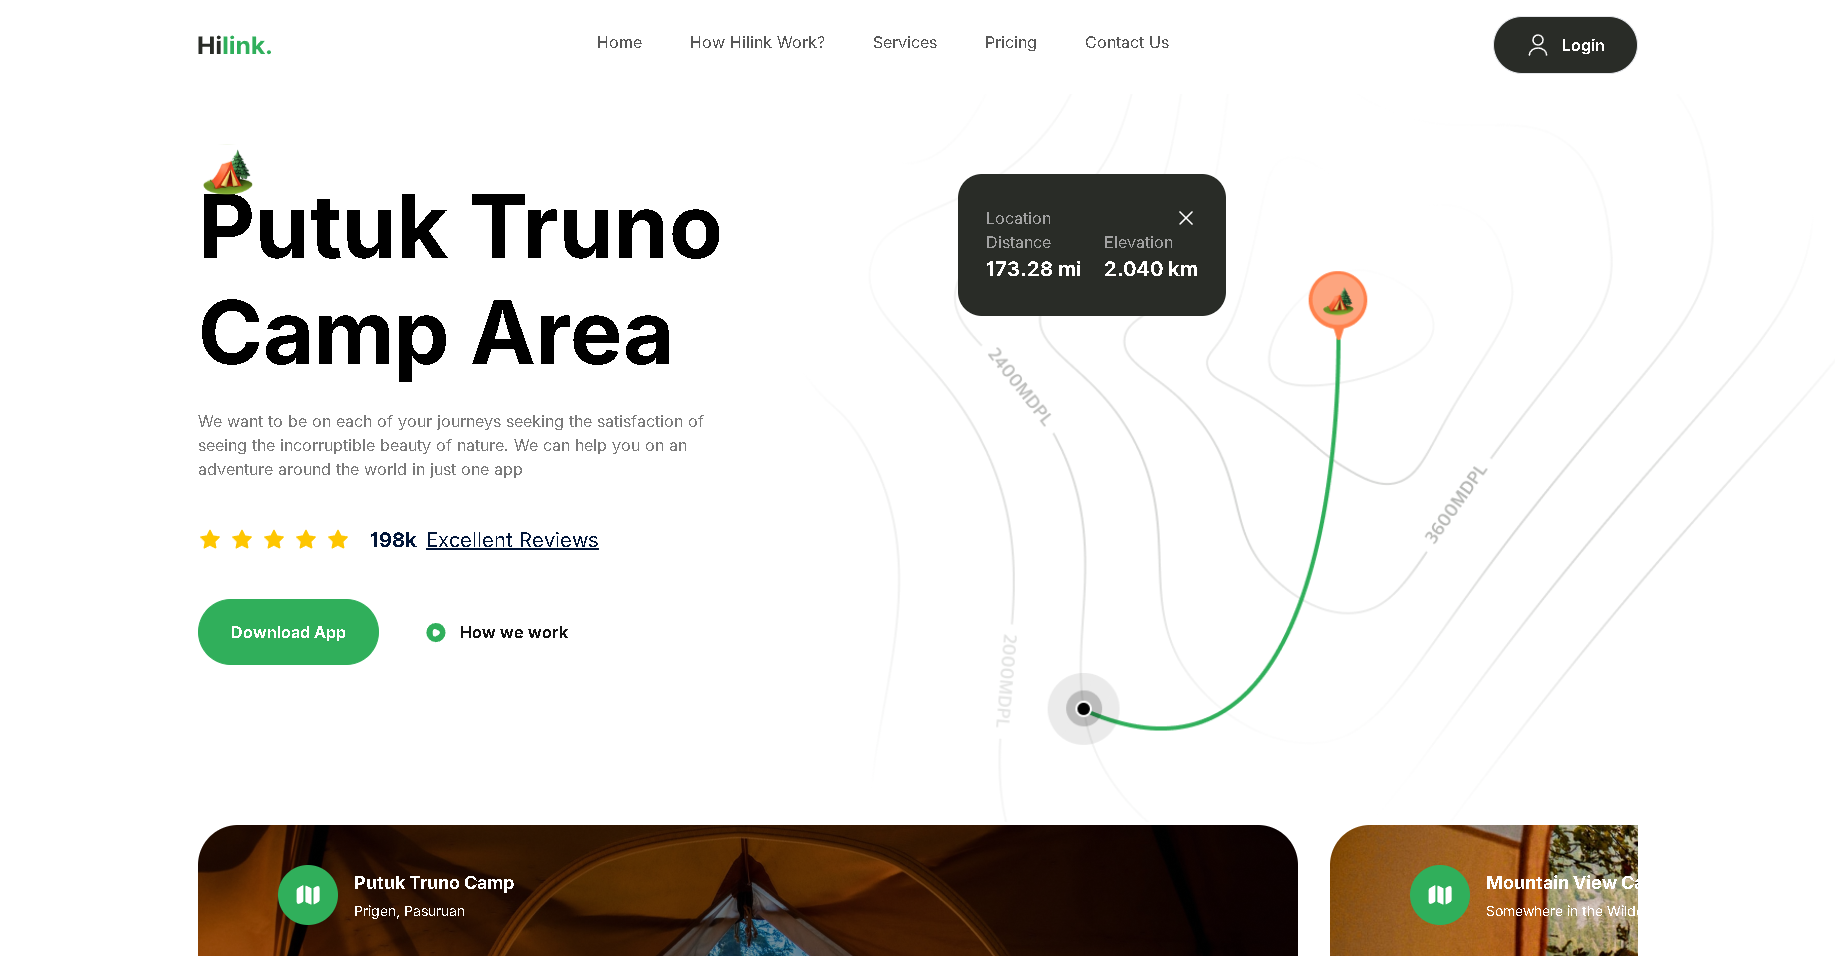 Hilink.
Home
How Hilink Work?
Services
Pricing
Contact Us
Login
Putuk Truno
Camp Area
We want to be on each of your journeys seeking the satisfaction of
seeing the incorruptible beauty of nature. We can help you on an
adventure around the world in just one app
198k Excellent Reviews
Download App
How we work
Location
Distance
Elevation
173.28 mi
2.040 km
2400MDPL
3600MDPL
2000MDPL
Putuk Truno Camp
Prigen, Pasuruan
Mountain View
Somewhere in the